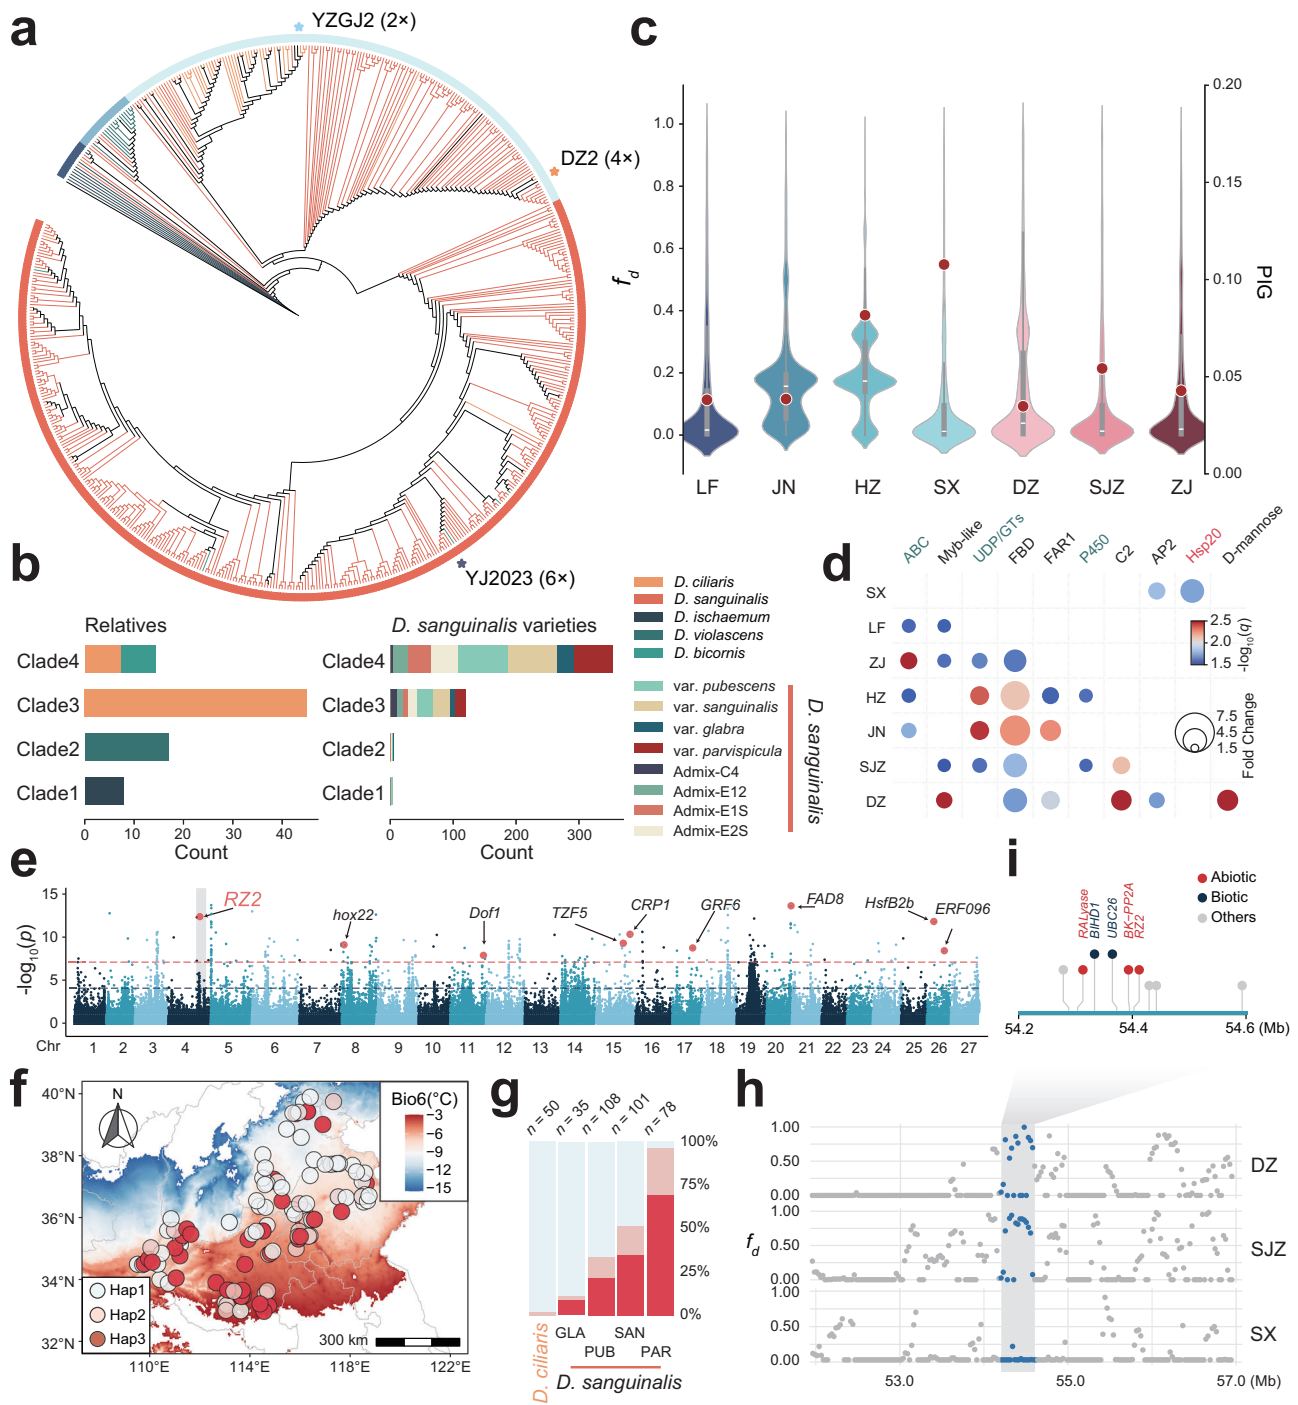 a
YZGJ2 (2×)
DZ2 (4×)
YJ2023 (6×)
b
Relatives
Clade4
Clade3
Clade2
Clade1
0 10 20 30 40
Count
D. sanguinalis varieties
Clade4
Clade3
Clade2
Clade1
0 100 200 300
Count
D. ciliaris
D. sanguinalis
D. ischaemum
D. violascens
D. bicornis
var. pubescens
var. sanguinalis
var. glabra
var. parvispicula
Admix-C4
Admix-E12
Admix-E1S
Admix-E2S
D. sanguinalis
c
fd
1.0
0.8
0.6
0.4
0.2
0.0
0.20
0.15
0.10
0.05
0.00
PIG
LF JN HZ SX DZ SJZ ZJ
d
ABC Myb-like UDP/GTs FBD FAR1 P450 C2 AP2 Hsp20 D-mannose
SX
LF
ZJ
HZ
JN
SJZ
DZ
2.5
2.0
1.5
-log10(p)
7.5
4.5
1.5
Fold Change
e
-log10(p)
15
10
5
0
RZ2
hox22
Dof1
TZF5
CRP1
GRF6
FAD8
HsfB2b
ERF096
Chr 1 2 3 4 5 6 7 8 9 10 11 12 13 14 15 16 17 18 19 20 21 22 23 24 25 26 27
f
N
Bio6(°C)
−3
−6
−9
−12
−15
40°N
38°N
36°N
34°N
32°N
Hap1
Hap2
Hap3
300 km
110°E 114°E 118°E 122°E
g
n = 50 n = 35 n = 108 n = 101 n = 78
100%
75%
50%
25%
0%
D. ciliaris
GLA
PUB
SAN
PAR
D. sanguinalis
i
RALyase
BIHD1
UBC26
BK-PP2A
RZ2
Abiotic
Biotic
Others
54.2 54.4 54.6 (Mb)
h
fd
1.00
0.50
0.00
DZ
1.00
0.50
0.00
SJZ
1.00
0.50
0.00
SX
53.0 55.0 57.0 (Mb)